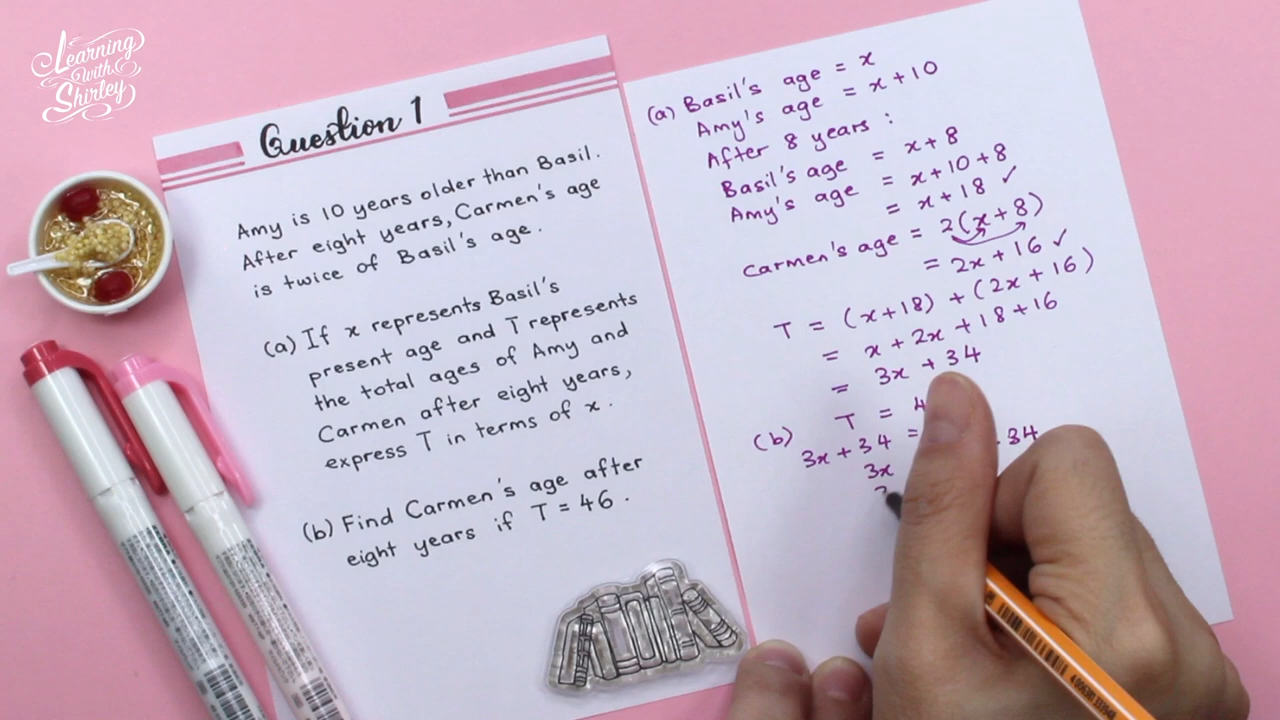 Learning
with
Shirley
Question 1
Amy is 10 years older than Basil.
After eight years, Carmen's age
is twice of Basil's age.
(a) If x represents Basil's
present age and T represents
the total ages of Amy and
Carmen after eight years,
express T in terms of x.
(b) Find Carmen's age after
eight years if T = 46.
(a) Basil's age = x
Amy's age = x + 10
After 8 years :
Basil's age = x + 8
Amy's age = x + 10 + 8
= x + 18 ✓
Carmen's age = 2(x + 8)
= 2x + 16 ✓
T = (x + 18) + (2x + 16)
= x + 2x + 18 + 16
= 3x + 34
(b) T = 4
3x + 34 = 34
3x